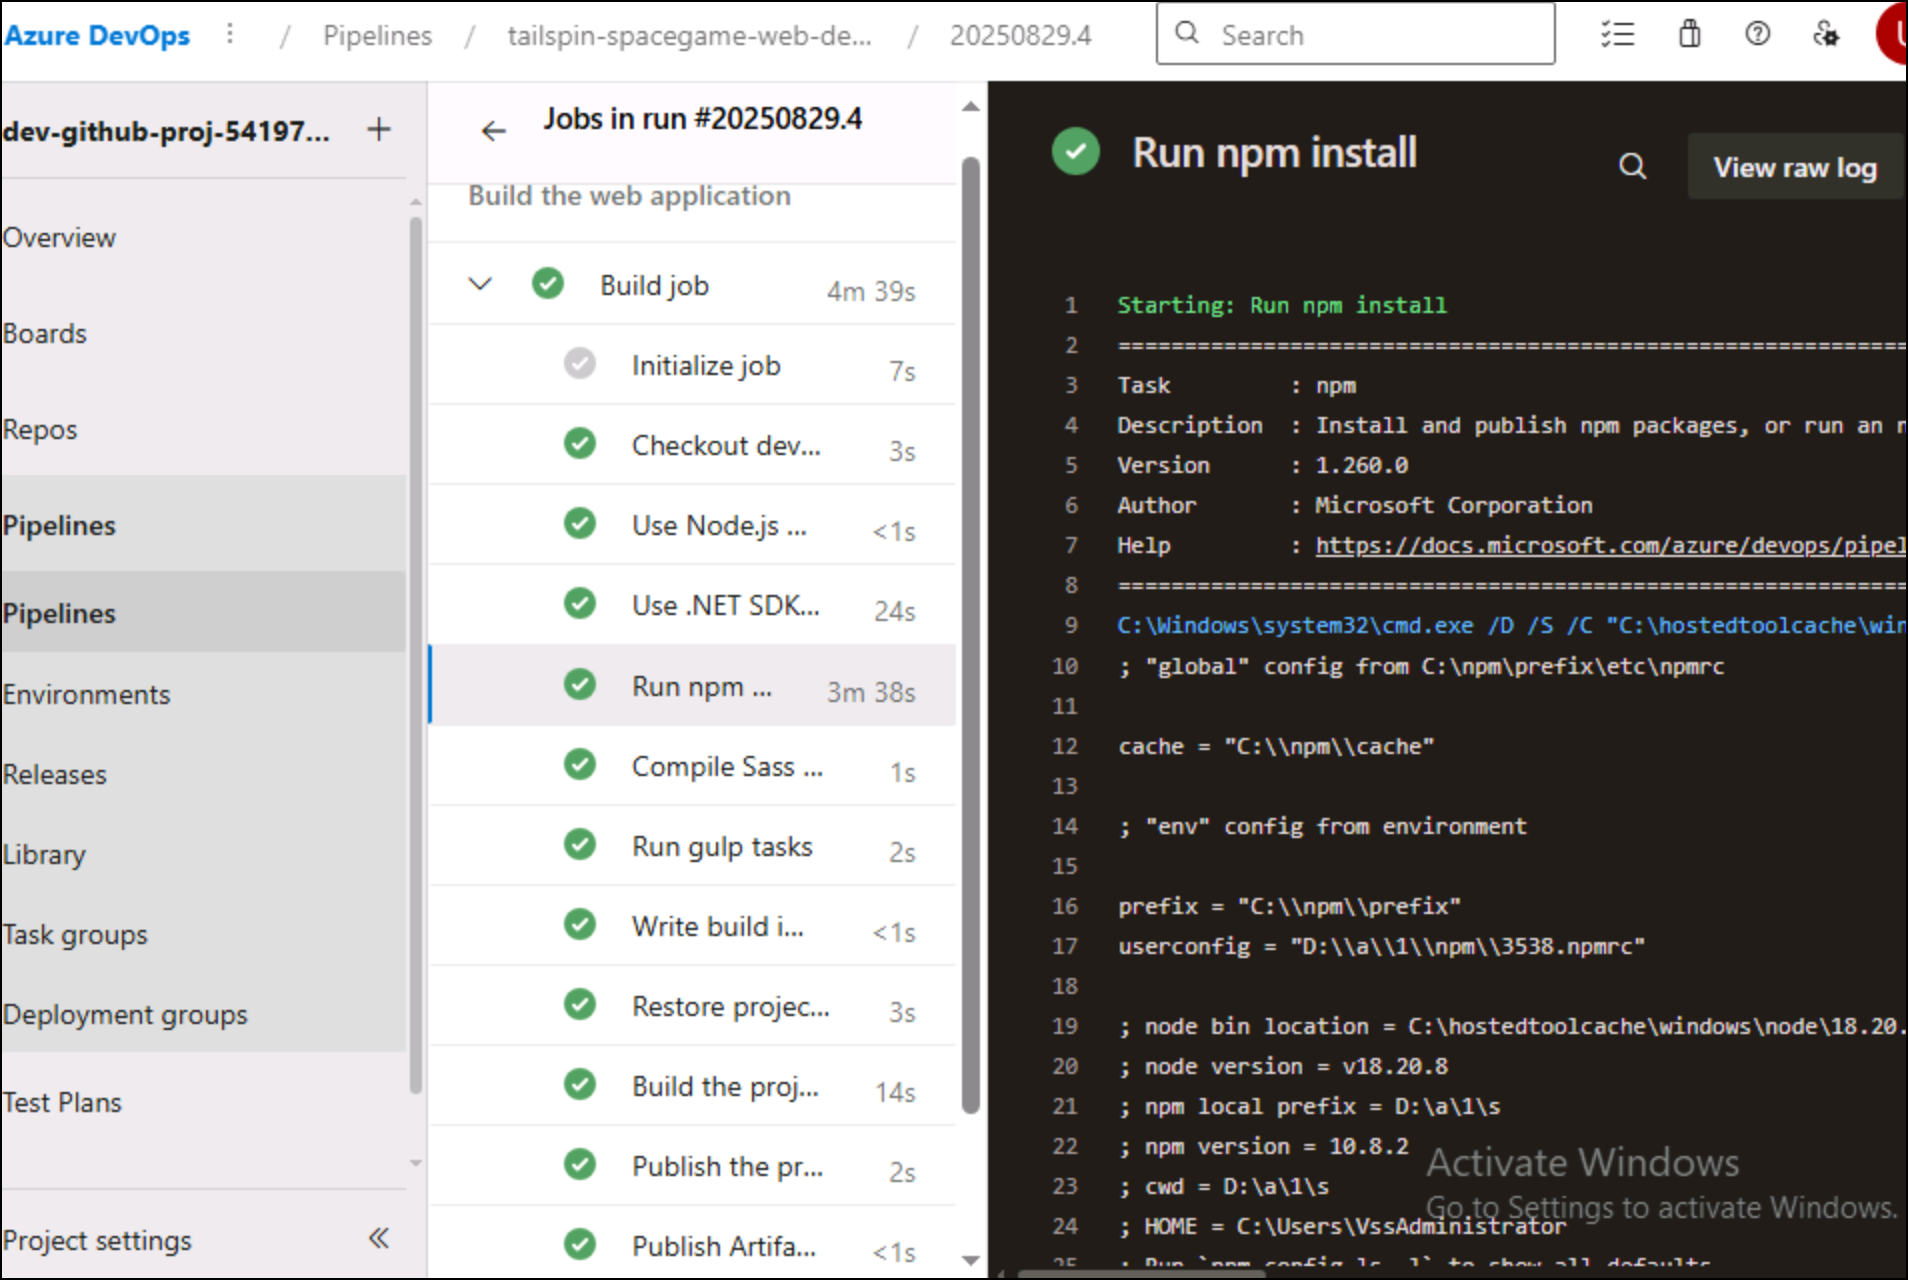 Azure DevOps / Pipelines / tailspin-spacegame-web-de... / 20250829.4 Search
dev-github-proj-54197... +
Overview
Boards
Repos
Pipelines
Pipelines
Environments
Releases
Library
Task groups
Deployment groups
Test Plans
Project settings
Jobs in run #20250829.4
Build the web application
Build job 4m 39s
Initialize job 7s
Checkout dev... 3s
Use Node.js ... <1s
Use .NET SDK... 24s
Run npm ... 3m 38s
Compile Sass ... 1s
Run gulp tasks 2s
Write build i... <1s
Restore projec... 3s
Build the proj... 14s
Publish the pr... 2s
Publish Artifa... <1s
Run npm install
View raw log
1 Starting: Run npm install
2 ============================================================
3 Task : npm
4 Description : Install and publish npm packages, or run an n
5 Version : 1.260.0
6 Author : Microsoft Corporation
7 Help : https://docs.microsoft.com/azure/devops/pipel
8 ============================================================
9 C:\Windows\system32\cmd.exe /D /S /C "C:\hostedtoolcache\win
10 ; "global" config from C:\npm\prefix\etc\npmrc
11
12 cache = "C:\\npm\\cache"
13
14 ; "env" config from environment
15
16 prefix = "C:\\npm\\prefix"
17 userconfig = "D:\\a\\1\\npm\\3538.npmrc"
18
19 ; node bin location = C:\hostedtoolcache\windows\node\18.20.
20 ; node version = v18.20.8
21 ; npm local prefix = D:\a\1\s
22 ; npm version = 10.8.2
23 ; cwd = D:\a\1\s
24 ; HOME = C:\Users\VssAdministrator
25 ; Run `npm config ls -l` to show all defaults.
Activate Windows
Go to Settings to activate Windows.